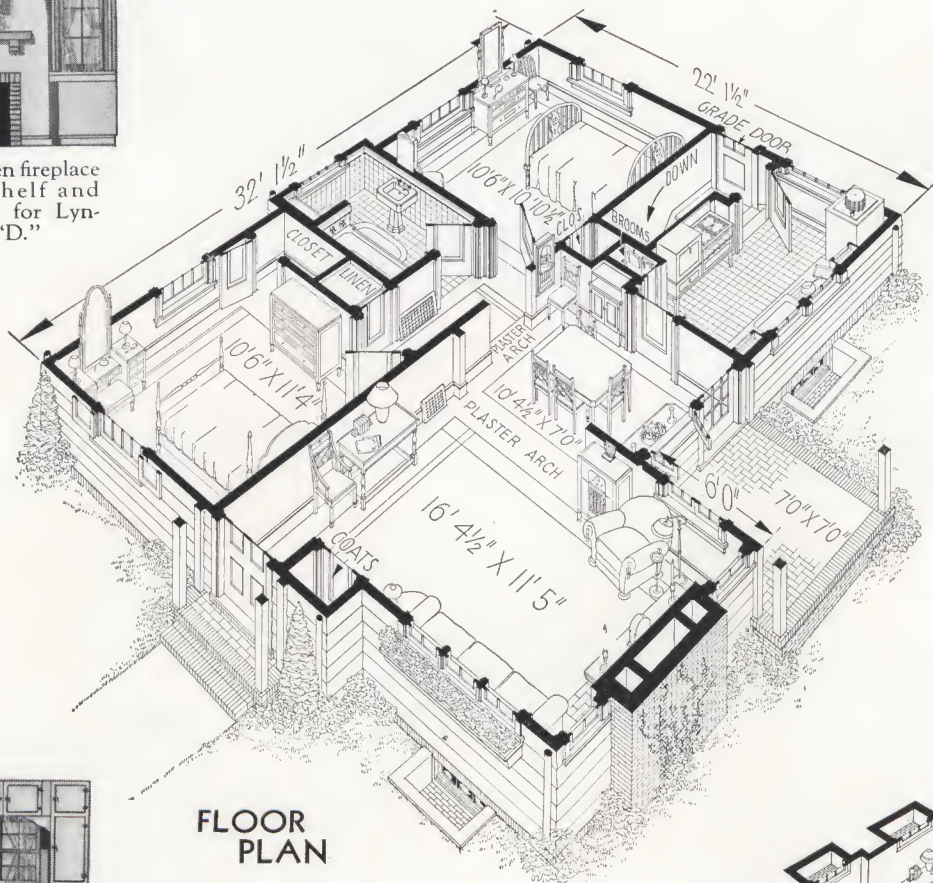 en fireplace
helf and
for Lyn-
"D."
32' 1½"
22' 1½"
GRADE DOOR
10'6" X 10'10½"
CLO'S.
BROOMS
DOWN
CLOSET
LINEN
10'6" X 11'4"
PLASTER
ARCH
10'4½" X 7'0"
PLASTER ARCH
6'0"
7'0" X 7'0"
16' 4½" X 11' 5"
COATS
FLOOR
PLAN